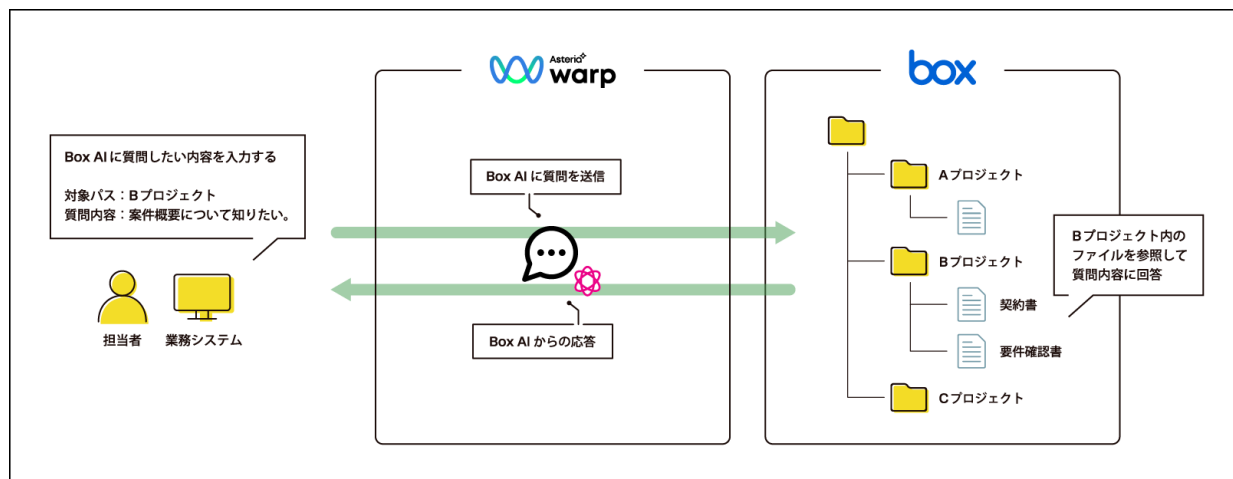 Asteria
warp
box
Box AIに質問したい内容を入力する
対象パス：Bプロジェクト
質問内容：案件概要について知りたい。
担当者
業務システム
Box AIに質問を送信
Box AIからの応答
Aプロジェクト
Bプロジェクト
契約書
要件確認書
Cプロジェクト
Bプロジェクト内の
ファイルを参照して
質問内容に回答